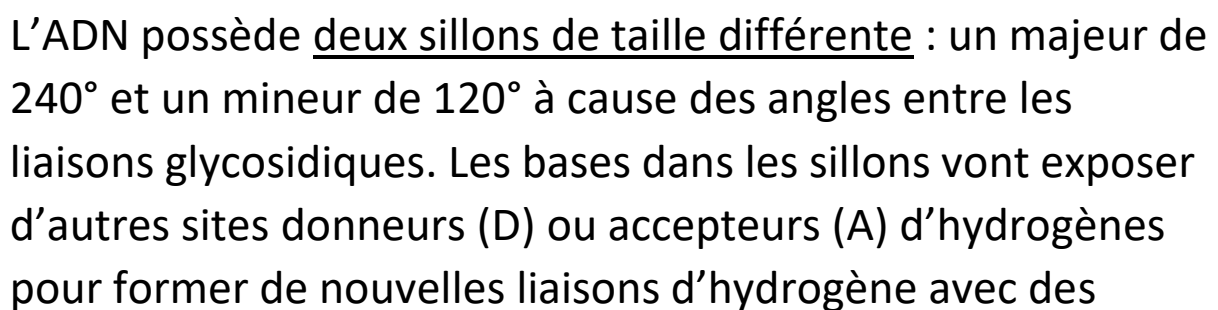 L’ADN possède deux sillons de taille différente : un majeur de
240° et un mineur de 120° à cause des angles entre les
liaisons glycosidiques. Les bases dans les sillons vont exposer
d’autres sites donneurs (D) ou accepteurs (A) d’hydrogènes
pour former de nouvelles liaisons d’hydrogène avec des